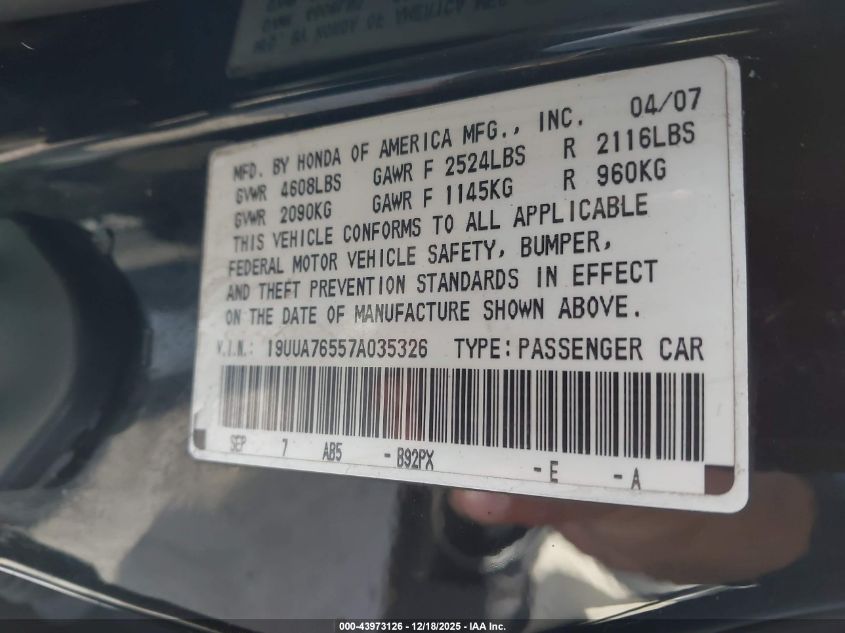 MFD. BY HONDA OF AMERICA MFG., INC. 04/07
GVWR 4608LBS GAWR F 2524LBS R 2116LBS
GVWR 2090KG GAWR F 1145KG R 960KG
THIS VEHICLE CONFORMS TO ALL APPLICABLE
FEDERAL MOTOR VEHICLE SAFETY, BUMPER,
AND THEFT PREVENTION STANDARDS IN EFFECT
ON THE DATE OF MANUFACTURE SHOWN ABOVE.
V.I.N.: 19UUA76557A035326 TYPE:PASSENGER CAR
SEP 7 AB5 - B92PX - E - A
000-43973126 - 12/18/2025 - IAA Inc.